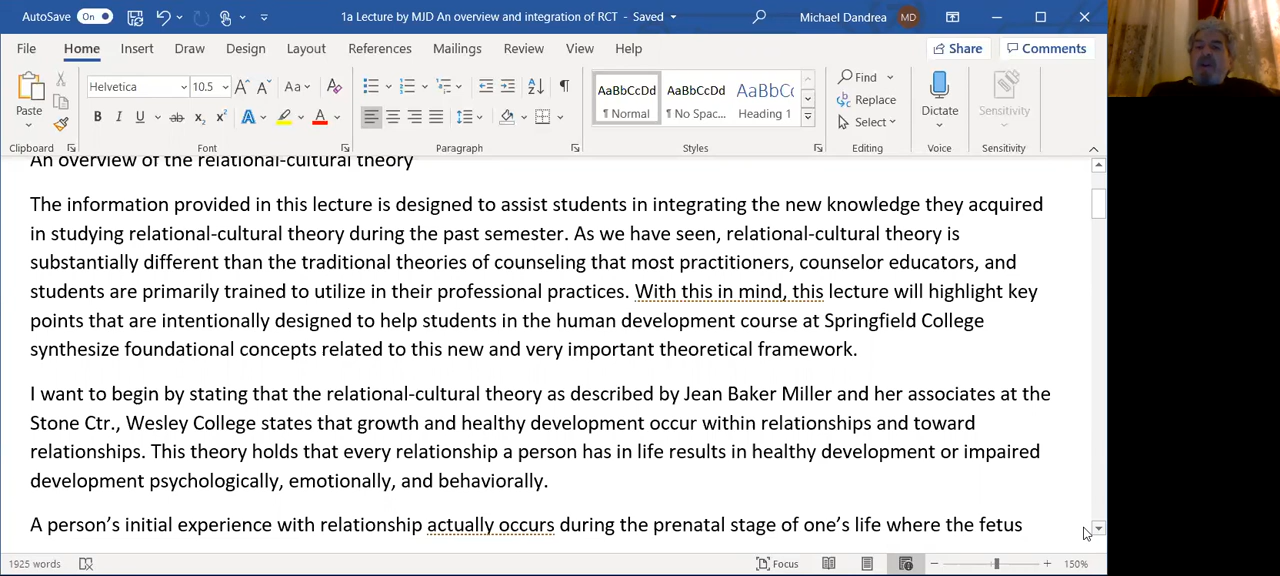 AutoSave On 1a Lecture by MJD An overview and integration of RCT - Saved Michael Dandrea MD
File Home Insert Draw Design Layout References Mailings Review View Help Share Comments
Paste Helvetica 10.5 Aa AaBbCcDd AaBbCcDd AaBbCc Find Replace Select Dictate Sensitivity
¶ Normal ¶ No Spac... Heading 1
Clipboard Font Paragraph Styles Editing Voice Sensitivity
An overview of the relational-cultural theory
The information provided in this lecture is designed to assist students in integrating the new knowledge they acquired
in studying relational-cultural theory during the past semester. As we have seen, relational-cultural theory is
substantially different than the traditional theories of counseling that most practitioners, counselor educators, and
students are primarily trained to utilize in their professional practices. With this in mind, this lecture will highlight key
points that are intentionally designed to help students in the human development course at Springfield College
synthesize foundational concepts related to this new and very important theoretical framework.
I want to begin by stating that the relational-cultural theory as described by Jean Baker Miller and her associates at the
Stone Ctr., Wesley College states that growth and healthy development occur within relationships and toward
relationships. This theory holds that every relationship a person has in life results in healthy development or impaired
development psychologically, emotionally, and behaviorally.
A person's initial experience with relationship actually occurs during the prenatal stage of one's life where the fetus
1925 words Focus 150%